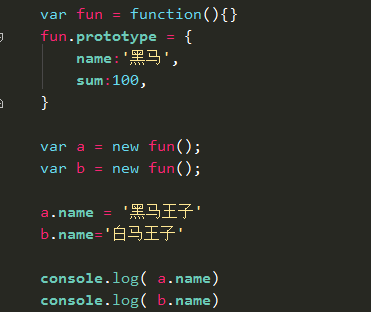 var fun = function(){}
fun.prototype = {
name:'黑马',
sum:100,
}
var a = new fun();
var b = new fun();
a.name = '黑马王子'
b.name='白马王子'
console.log( a.name)
console.log( b.name)